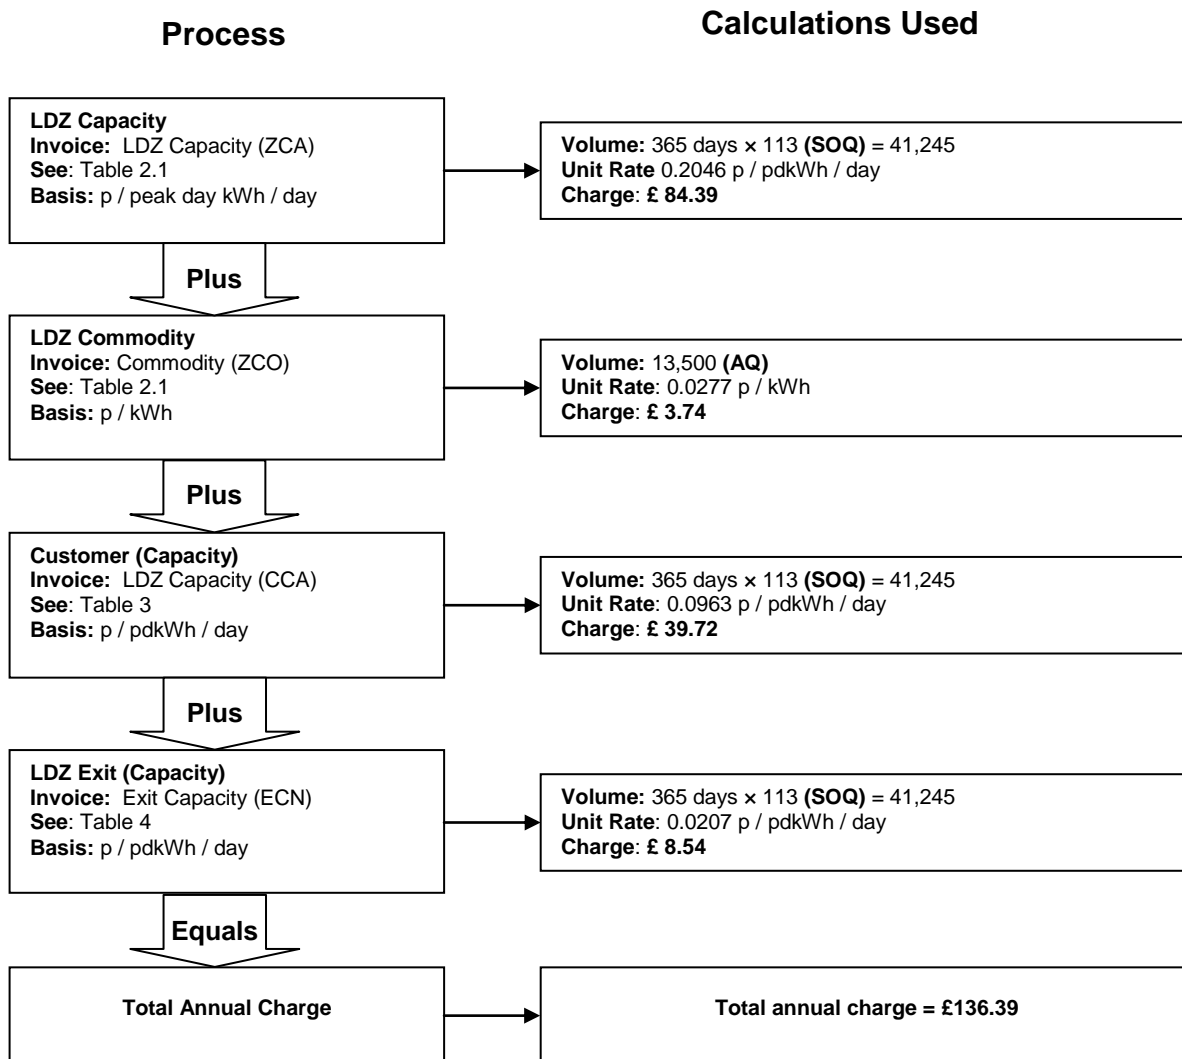 Process
Calculations Used
LDZ Capacity
Invoice: LDZ Capacity (ZCA)
See: Table 2.1
Basis: p / peak day kWh / day
Volume: 365 days × 113 (SOQ) = 41,245
Unit Rate 0.2046 p / pdkWh / day
Charge: £ 84.39
Plus
LDZ Commodity
Invoice: Commodity (ZCO)
See: Table 2.1
Basis: p / kWh
Volume: 13,500 (AQ)
Unit Rate: 0.0277 p / kWh
Charge: £ 3.74
Plus
Customer (Capacity)
Invoice: LDZ Capacity (CCA)
See: Table 3
Basis: p / pdkWh / day
Volume: 365 days × 113 (SOQ) = 41,245
Unit Rate: 0.0963 p / pdkWh / day
Charge: £ 39.72
Plus
LDZ Exit (Capacity)
Invoice: Exit Capacity (ECN)
See: Table 4
Basis: p / pdkWh / day
Volume: 365 days × 113 (SOQ) = 41,245
Unit Rate: 0.0207 p / pdkWh / day
Charge: £ 8.54
Equals
Total Annual Charge
Total annual charge = £136.39